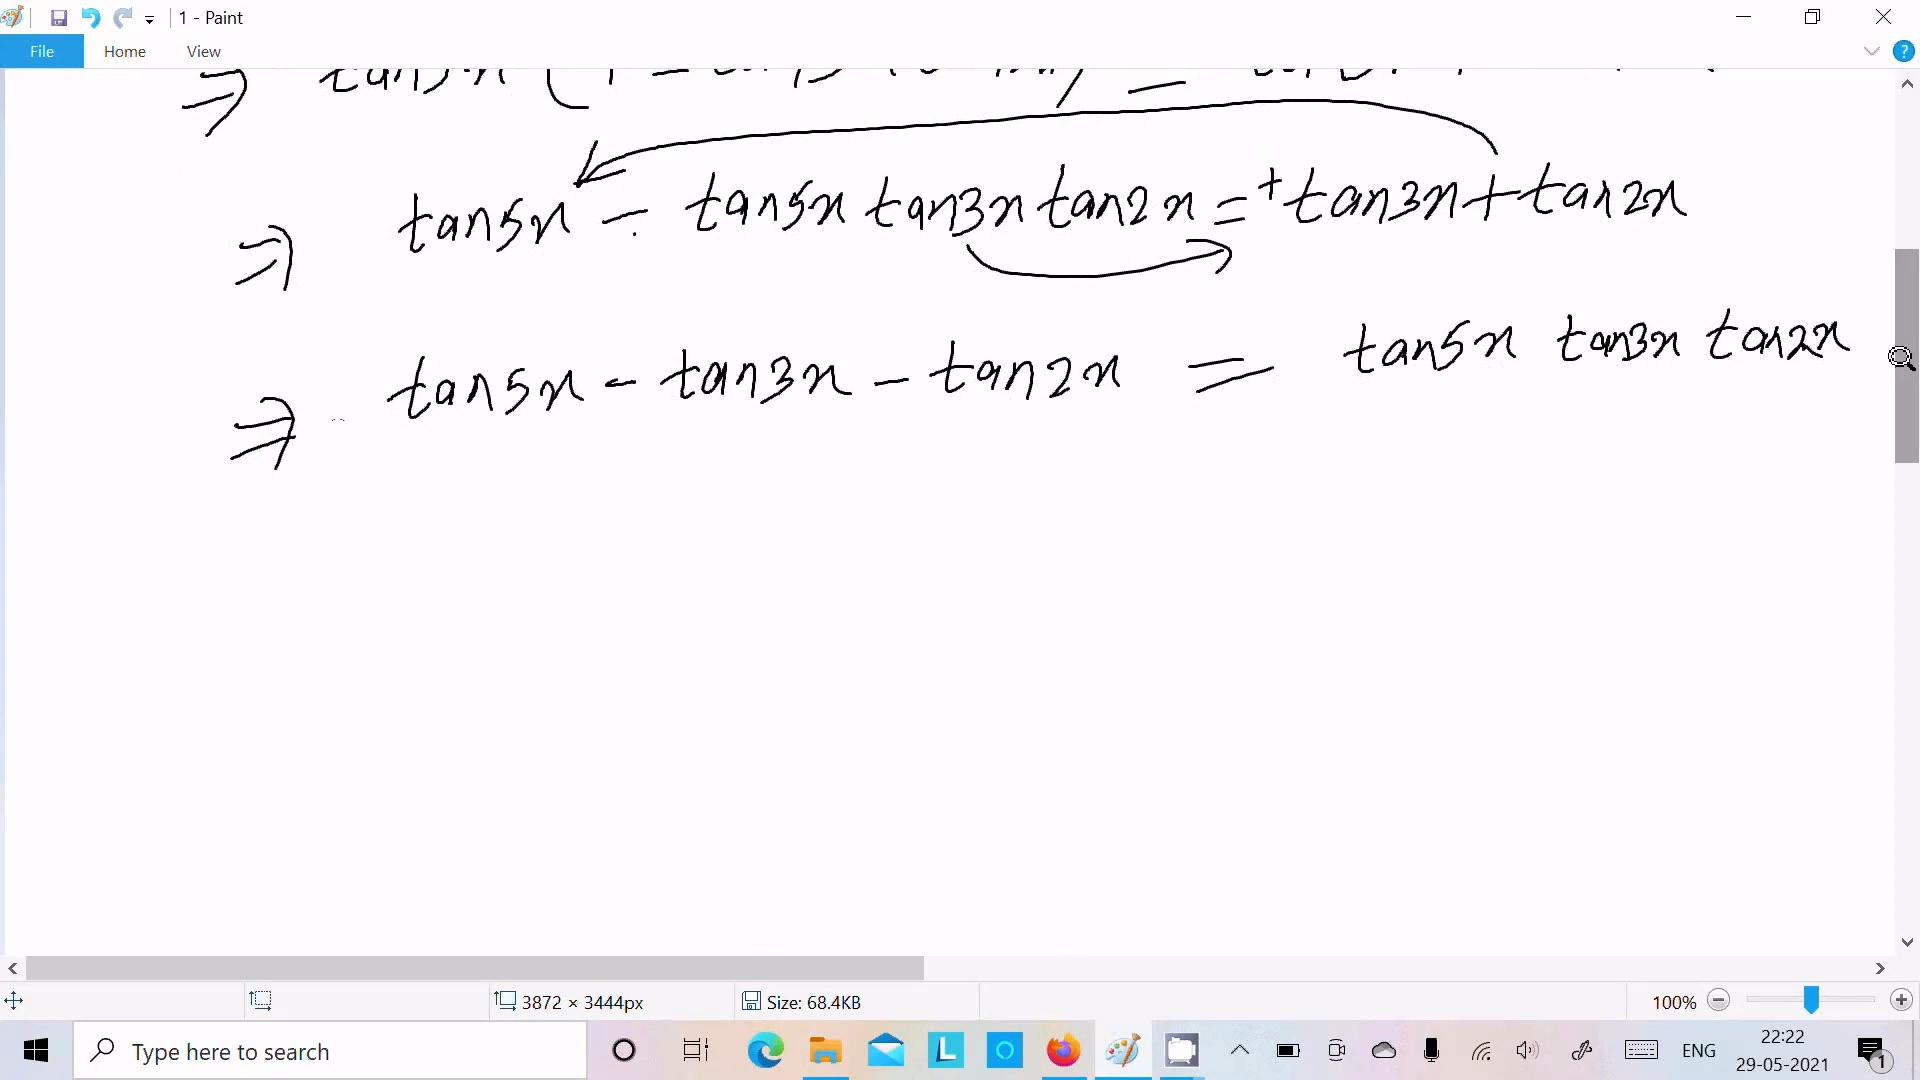 1 - Paint
File Home View
⇒ tan5x - tan5x tan3x tan2x = + tan3x + tan2x
⇒ tan5x - tan3x - tan2x = tan5x tan3x tan2x
3872 × 3444px Size: 68.4KB 100%
Type here to search
L
ENG
22:22
29-05-2021
1